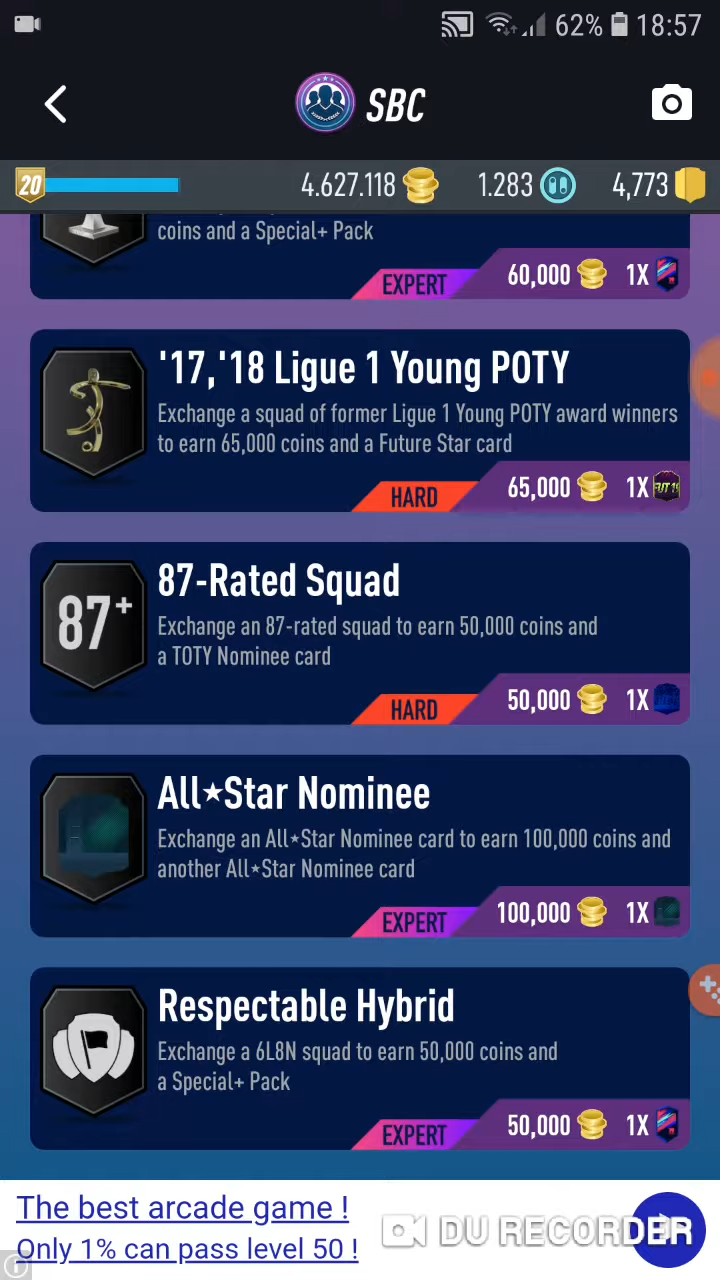 62% 18:57
SBC
20 4.627.118 1.283 4,773
coins and a Special+ Pack
EXPERT 60,000 1X
'17,'18 Ligue 1 Young POTY
Exchange a squad of former Ligue 1 Young POTY award winners
to earn 65,000 coins and a Future Star card
HARD 65,000 1X FUT 19
87+
87-Rated Squad
Exchange an 87-rated squad to earn 50,000 coins and
a TOTY Nominee card
HARD 50,000 1X
All★Star Nominee
Exchange an All★Star Nominee card to earn 100,000 coins and
another All★Star Nominee card
EXPERT 100,000 1X
Respectable Hybrid
Exchange a 6L8N squad to earn 50,000 coins and
a Special+ Pack
EXPERT 50,000 1X
The best arcade game !
Only 1% can pass level 50 !
DU RECORDER